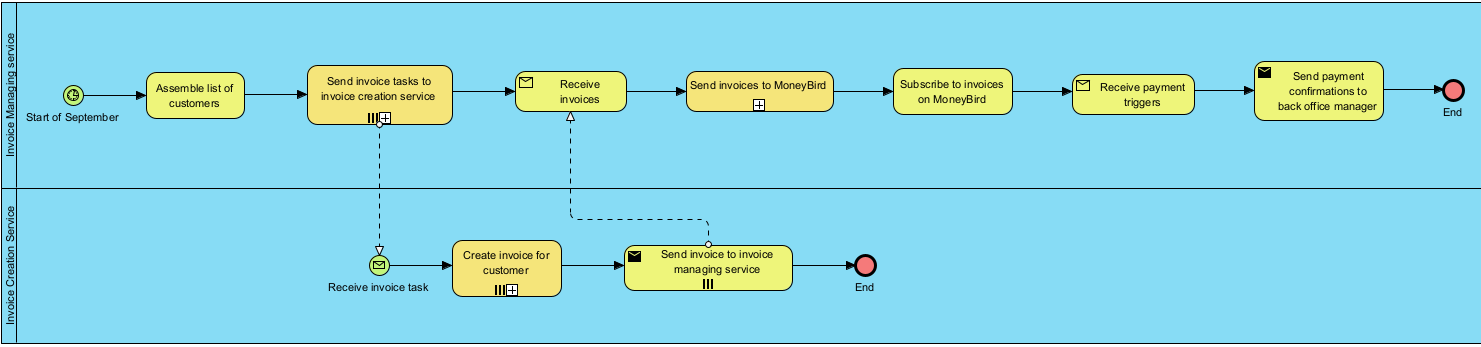 Invoice Managing service
Start of September
Assemble list of
customers
Send invoice tasks to
invoice creation service
Receive
invoices
Send invoices to MoneyBird
Subscribe to invoices
on MoneyBird
Receive payment
triggers
Send payment
confirmations to
back office manager
End
Invoice Creation Service
Receive invoice task
Create invoice for
customer
Send invoice to invoice
managing service
End